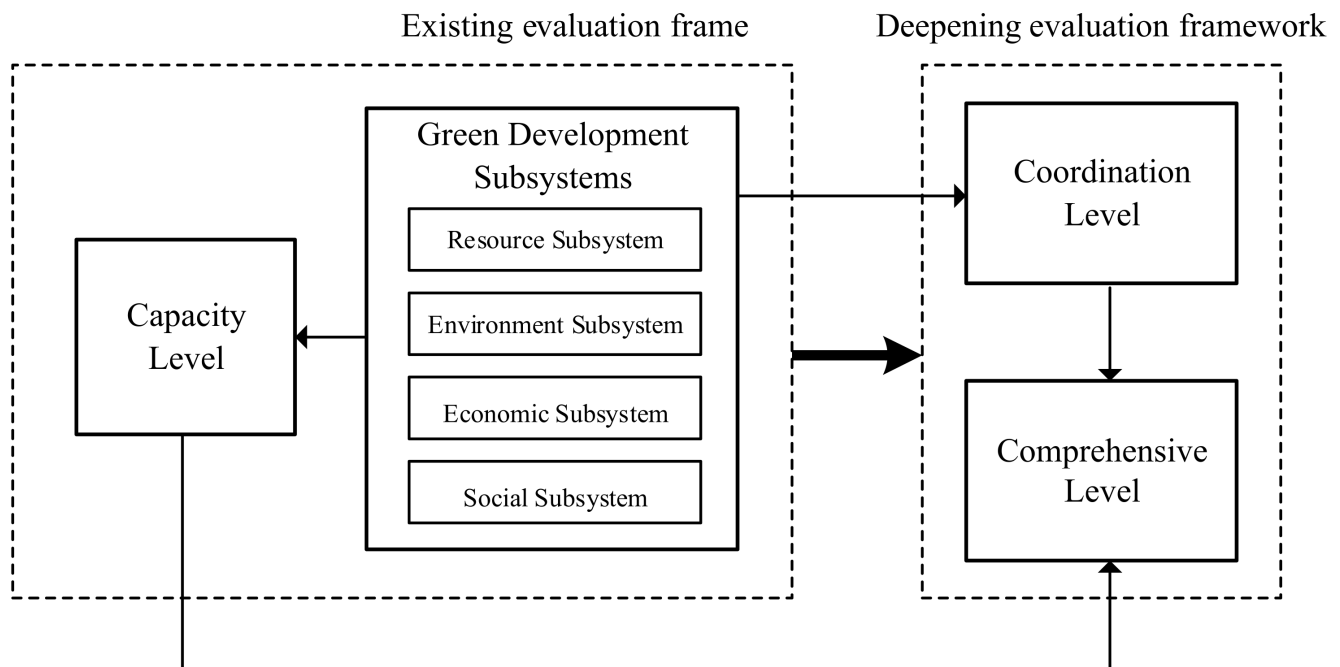 Existing evaluation frame
Deepening evaluation framework
Green Development
Subsystems
Resource Subsystem
Environment Subsystem
Economic Subsystem
Social Subsystem
Capacity
Level
Coordination
Level
Comprehensive
Level